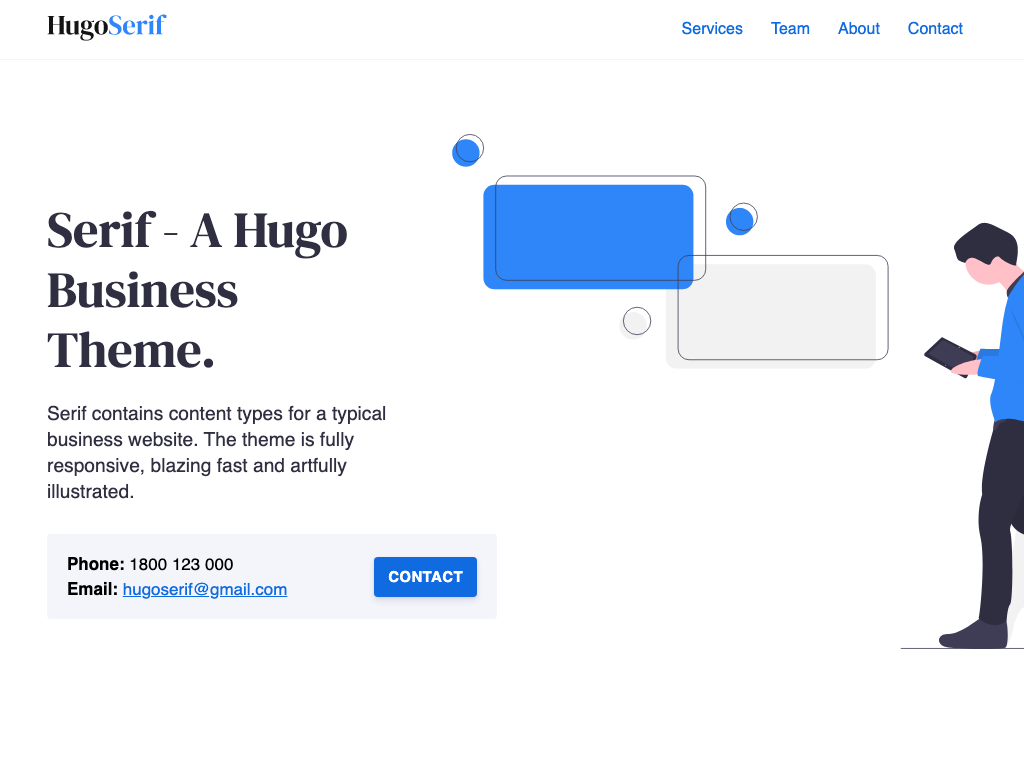 HugoSerif
Services Team About Contact
Serif - A Hugo
Business
Theme.
Serif contains content types for a typical
business website. The theme is fully
responsive, blazing fast and artfully
illustrated.
Phone: 1800 123 000
Email: hugoserif@gmail.com
CONTACT